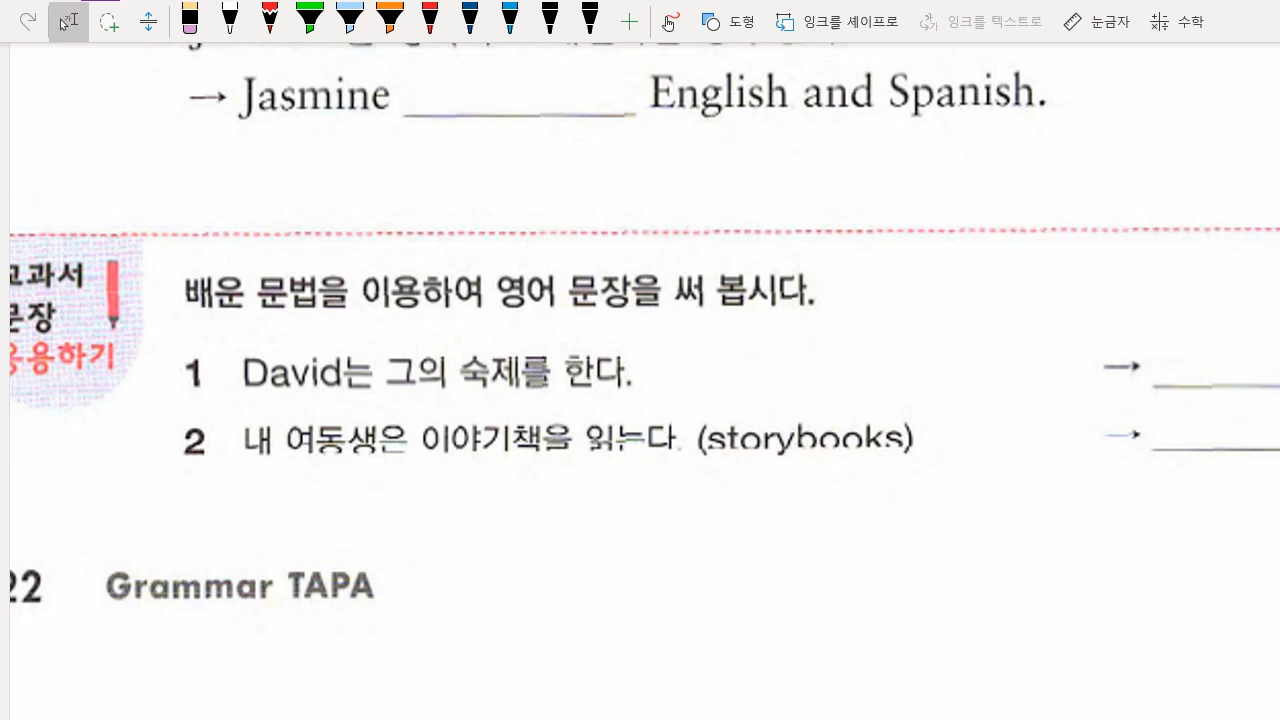 도형
잉크를 셰이프로
잉크를 텍스트로
눈금자
수학
→ Jasmine ____________ English and Spanish.
교과서
문장
응용하기
배운 문법을 이용하여 영어 문장을 써 봅시다.
1 David는 그의 숙제를 한다. →
2 내 여동생은 이야기책을 읽는다. (storybooks) →
22 Grammar TAPA